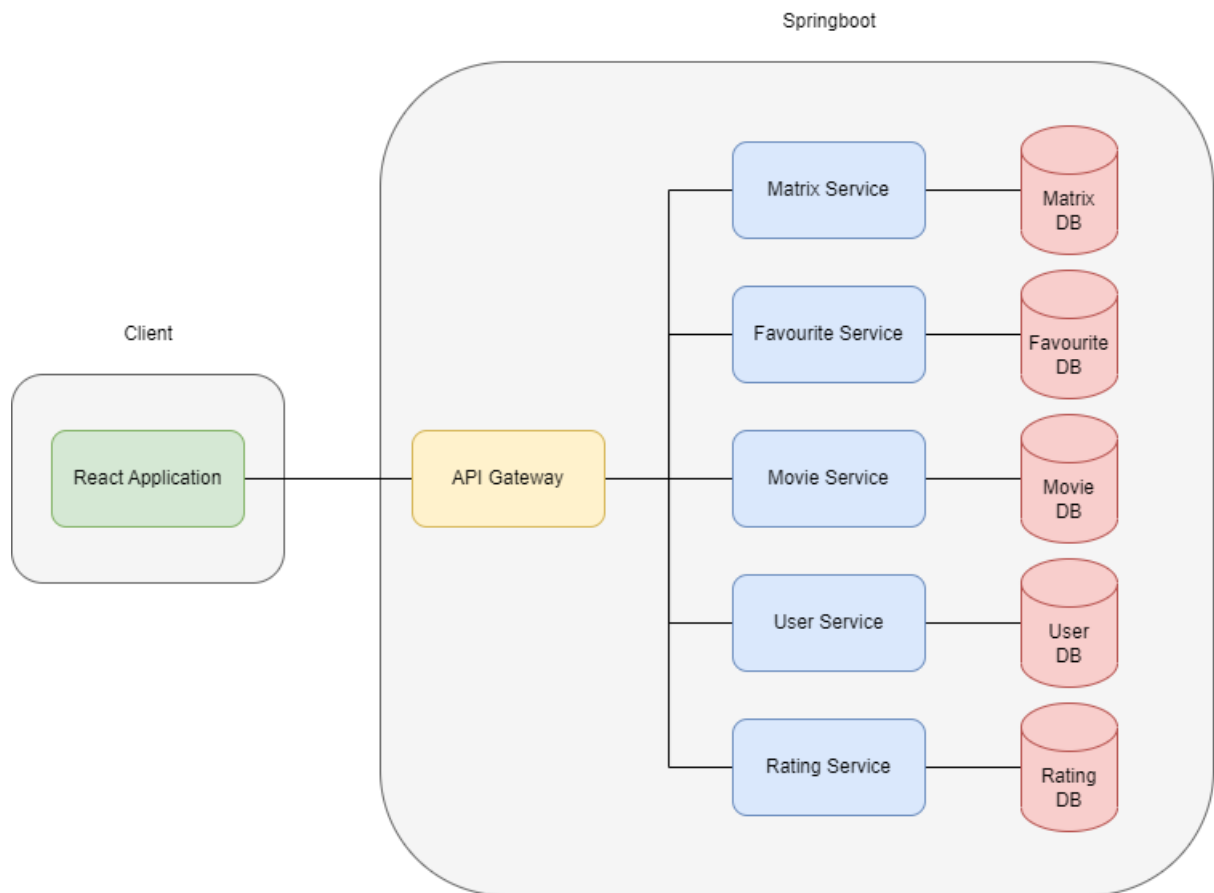 Springboot
Matrix Service
Matrix
DB
Favourite Service
Favourite
DB
Client
React Application
API Gateway
Movie Service
Movie
DB
User Service
User
DB
Rating Service
Rating
DB